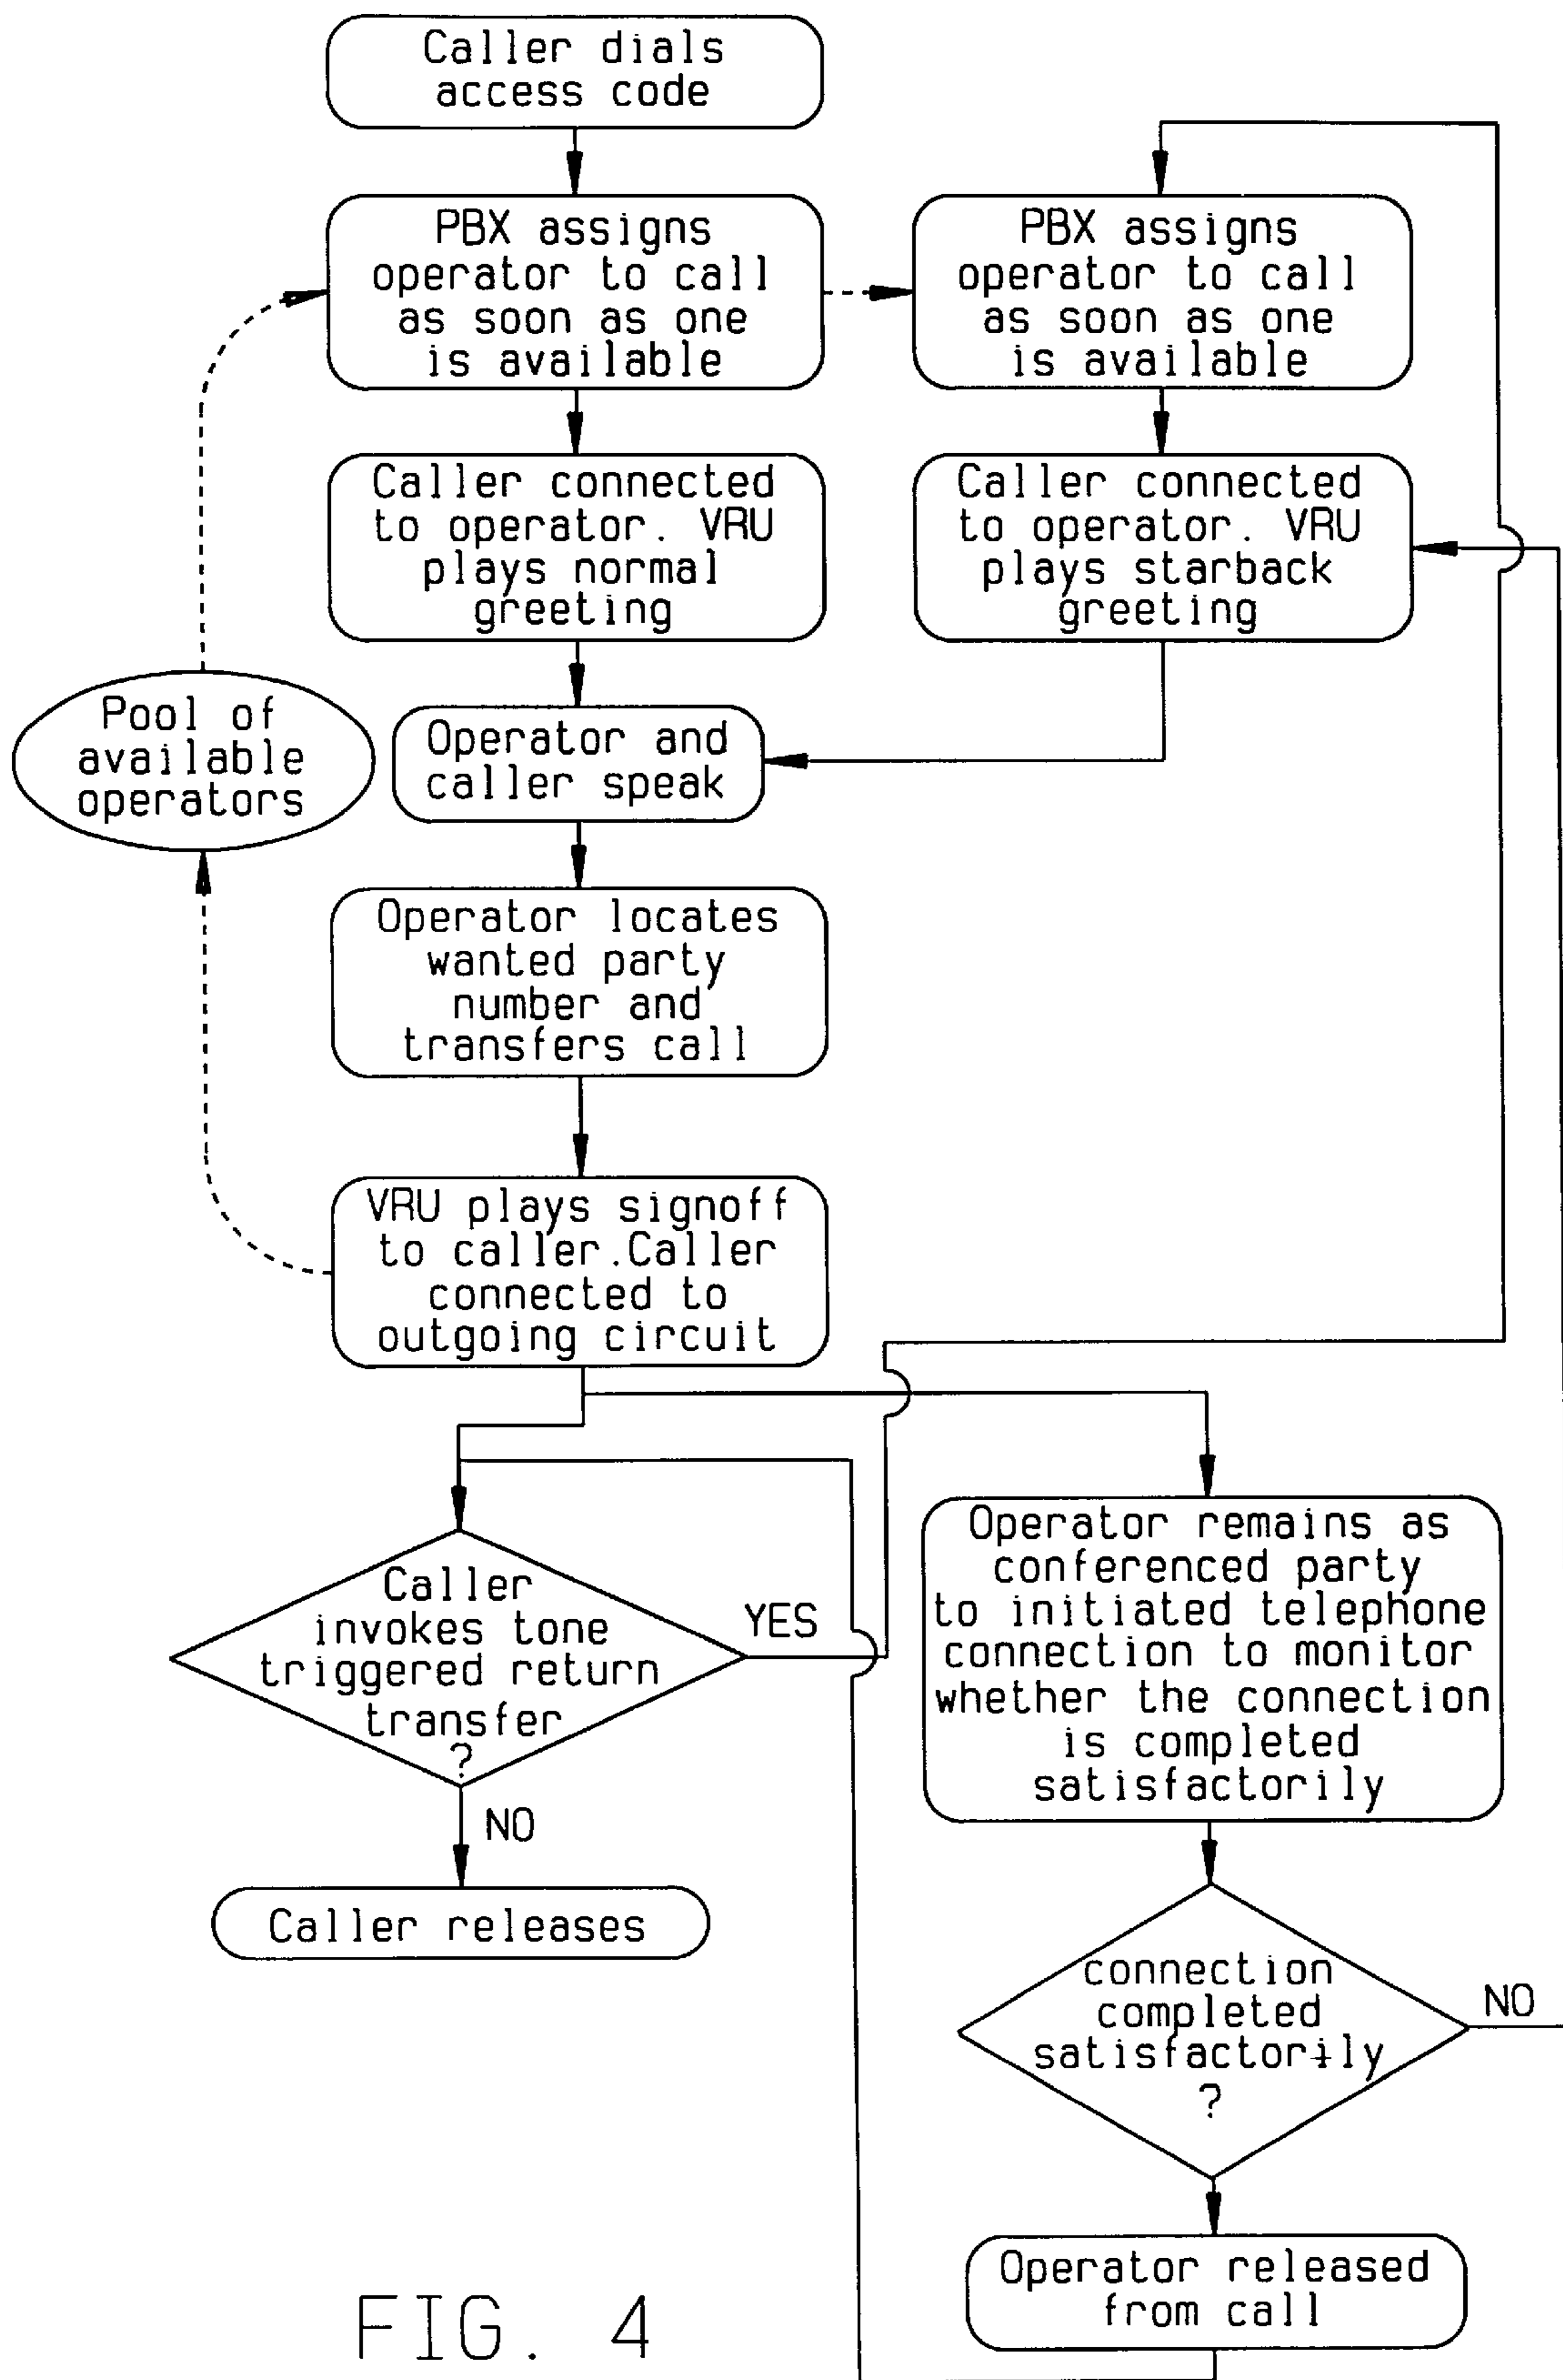 Caller dials
access code
PBX assigns
operator to call
as soon as one
is available
PBX assigns
operator to call
as soon as one
is available
Caller connected
to operator. VRU
plays normal
greeting
Caller connected
to operator. VRU
plays starback
greeting
Pool of
available
operators
Operator and
caller speak
Operator locates
wanted party
number and
transfers call
VRU plays signoff
to caller.Caller
connected to
outgoing circuit
Caller
invokes tone
triggered return
transfer
?
YES
NO
Caller releases
Operator remains as
conferenced party
to initiated telephone
connection to monitor
whether the connection
is completed
satisfactorily
connection
completed
satisfactorily
?
NO
Operator released
from call
FIG. 4